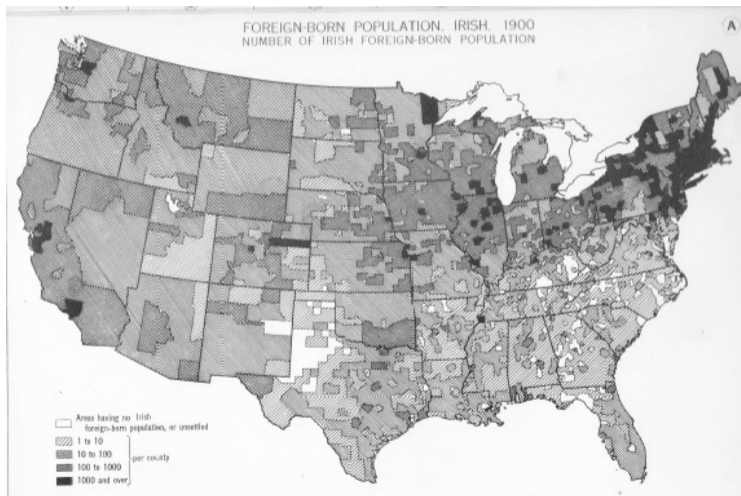 FOREIGN-BORN POPULATION, IRISH, 1900
NUMBER OF IRISH FOREIGN-BORN POPULATION
A
Areas having no Irish
foreign-born population, or unsettled
1 to 10
10 to 100
100 to 1000
1000 and over
per county